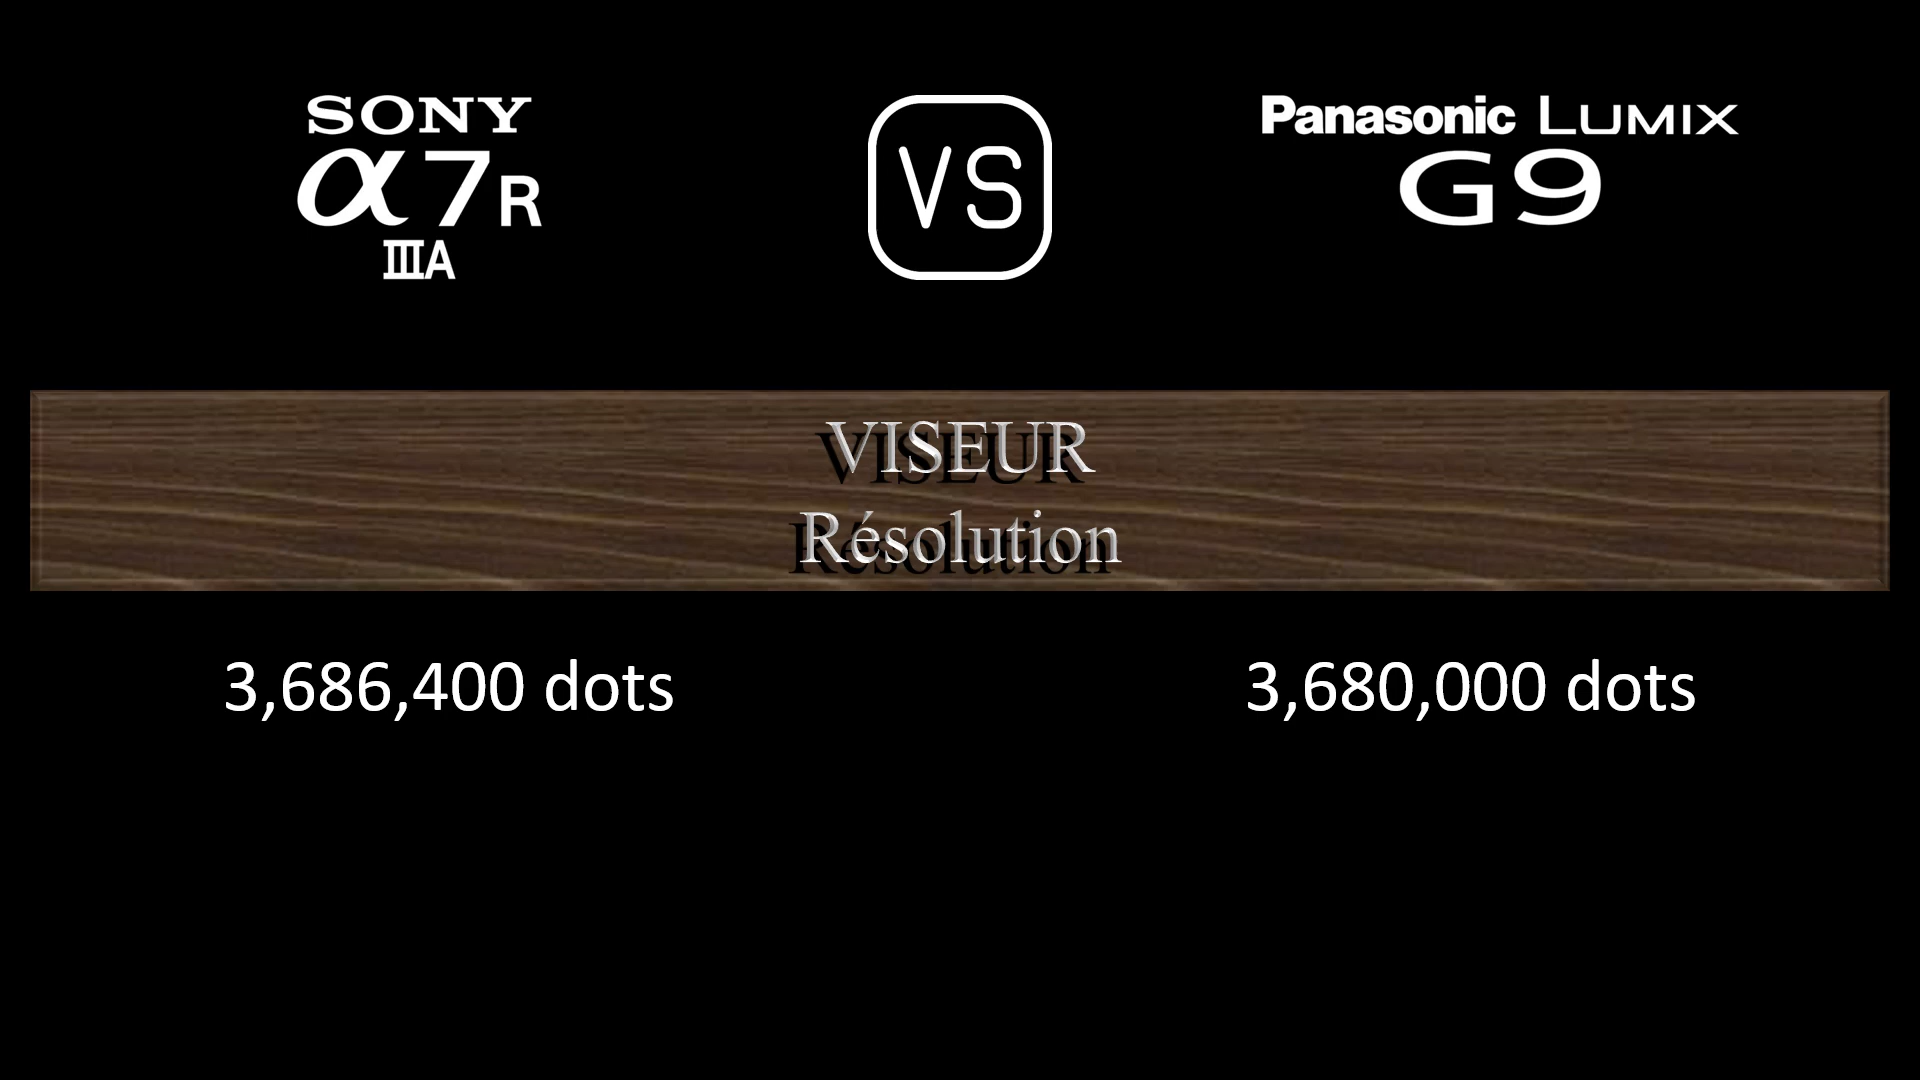 SONY
α7R
IIIA
VS
Panasonic LUMIX
G9
VISEUR
Résolution
3,686,400 dots
3,680,000 dots